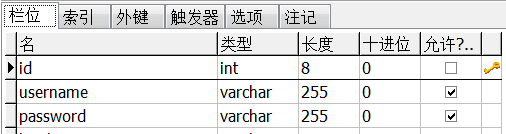 栏位 索引 外键 触发器 选项 注记
名 类型 长度 十进位 允许?..
id int 8 0
username varchar 255 0
password varchar 255 0